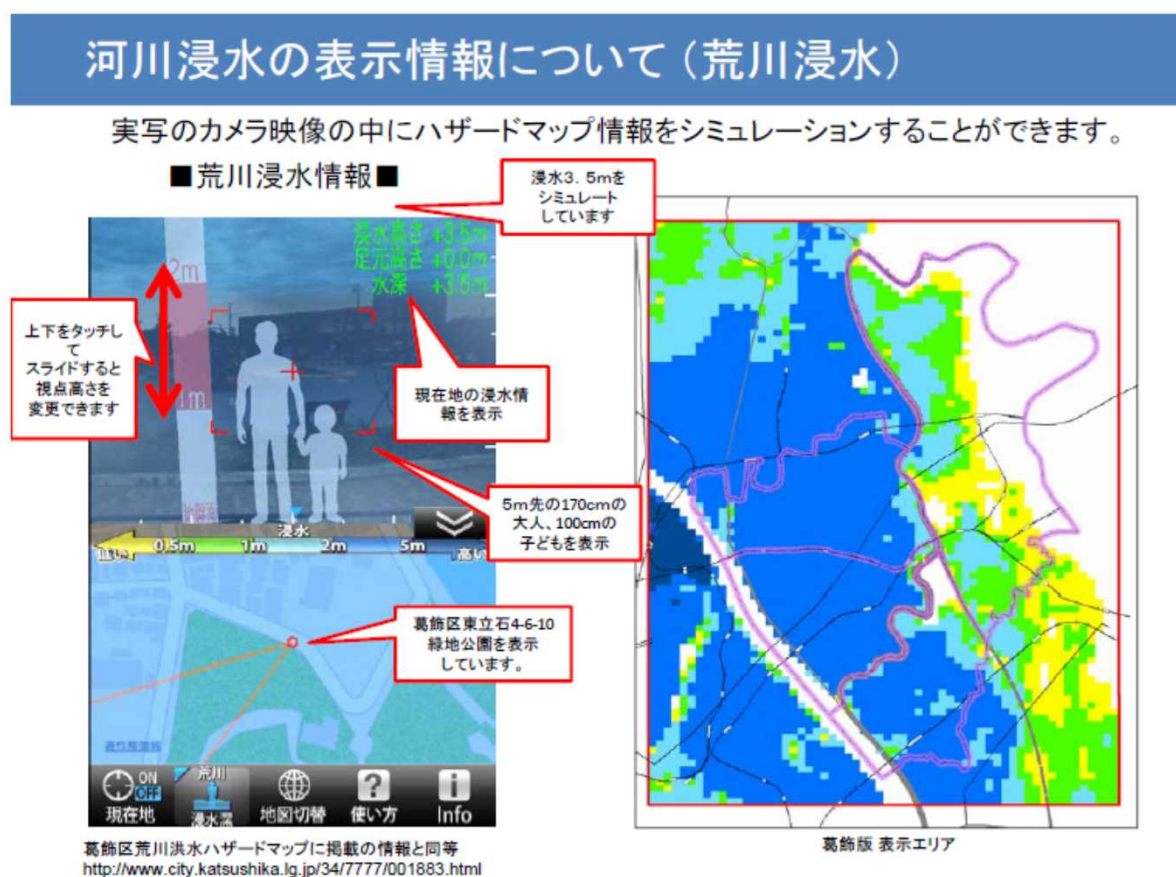 河川浸水の表示情報について（荒川浸水）
実写のカメラ映像の中にハザードマップ情報をシミュレーションすることができます。
■荒川浸水情報■
浸水3．5mを
シミュレート
しています
浸水高さ +3.5m
足元高さ +0.0m
水深 +3.5m
2m
1m
上下をタッチし
て
スライドすると
視点高さを
変更できます
現在地の浸水情
報を表示
5m先の170cmの
大人、100cmの
子どもを表示
浸水
低い 0.5m 1m 2m 5m 高い
葛飾区東立石4-6-10
緑地公園を表示
しています。
ON
OFF
現在地
荒川
浸水深
地図切替
使い方
Info
葛飾区荒川洪水ハザードマップに掲載の情報と同等
http://www.city.katsushika.lg.jp/34/7777/001883.html
葛飾版 表示エリア